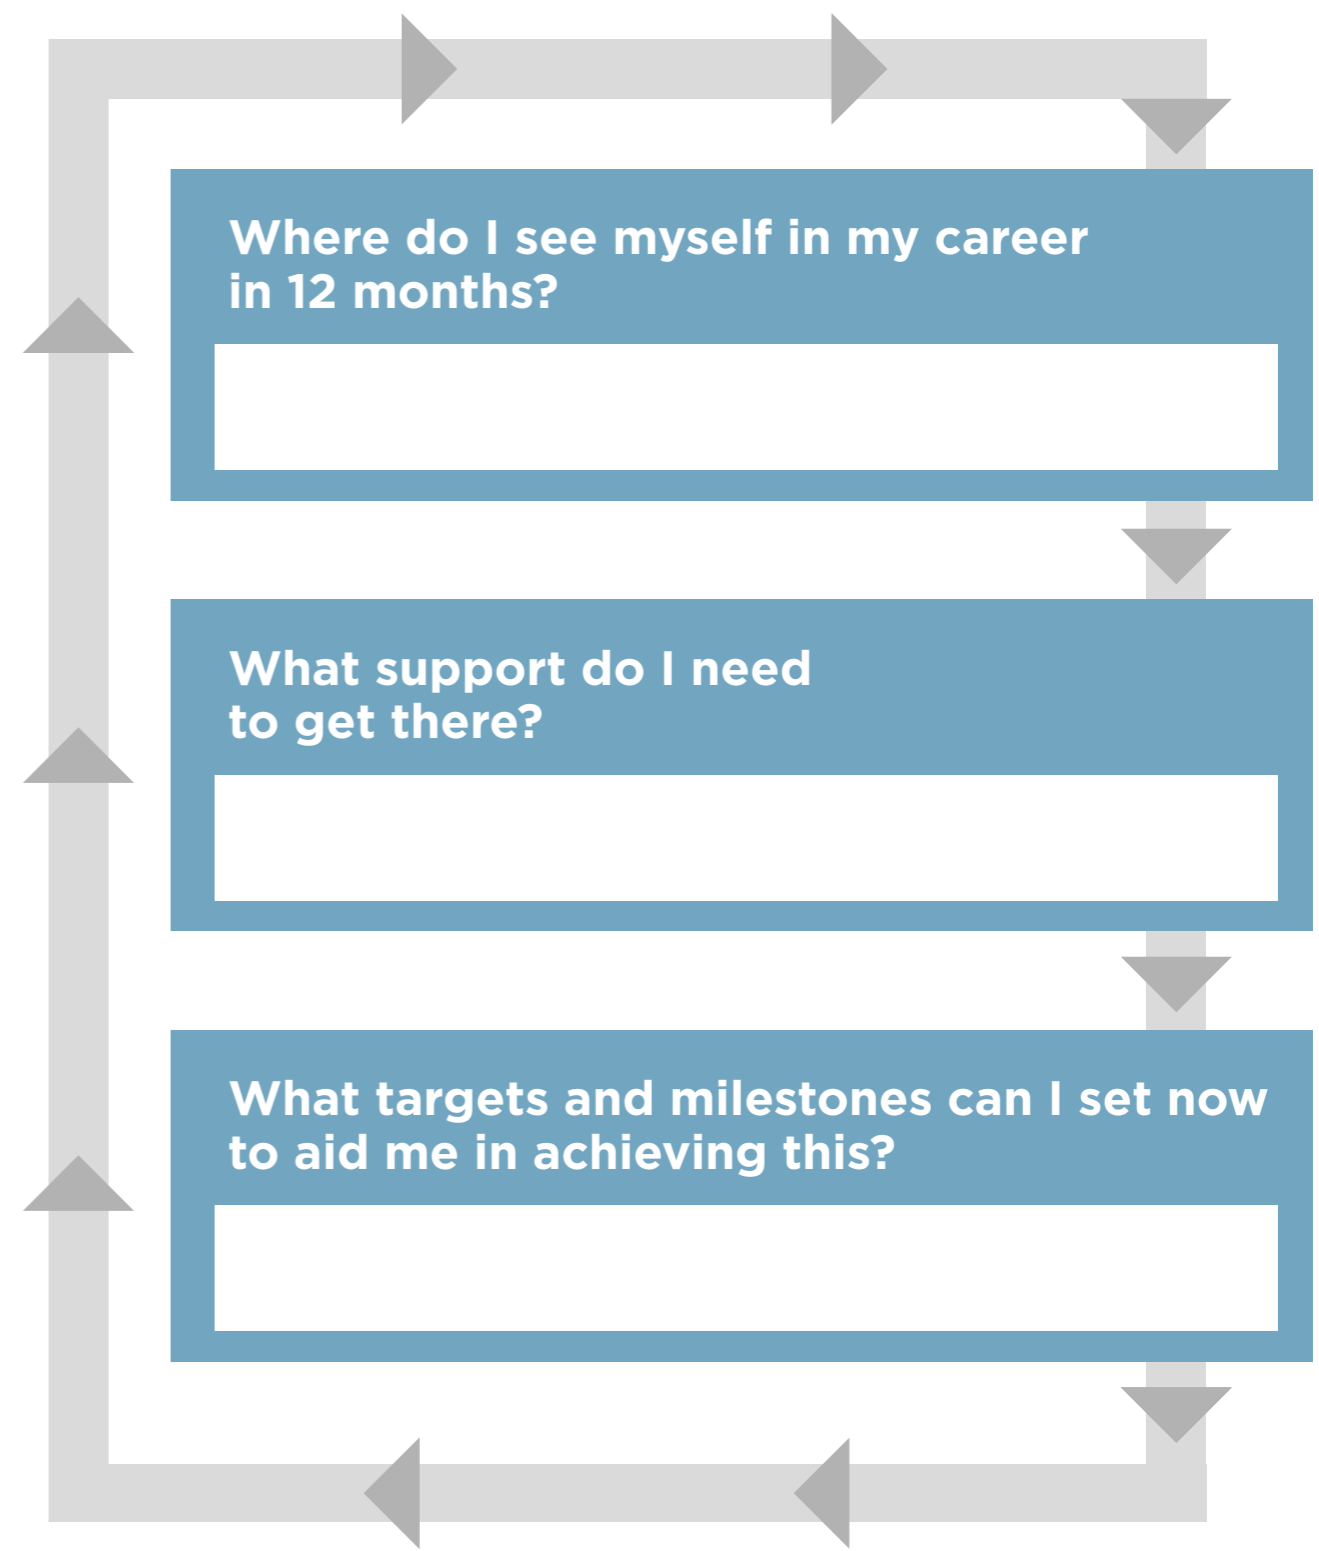 Where do I see myself in my career
in 12 months?
What support do I need
to get there?
What targets and milestones can I set now
to aid me in achieving this?